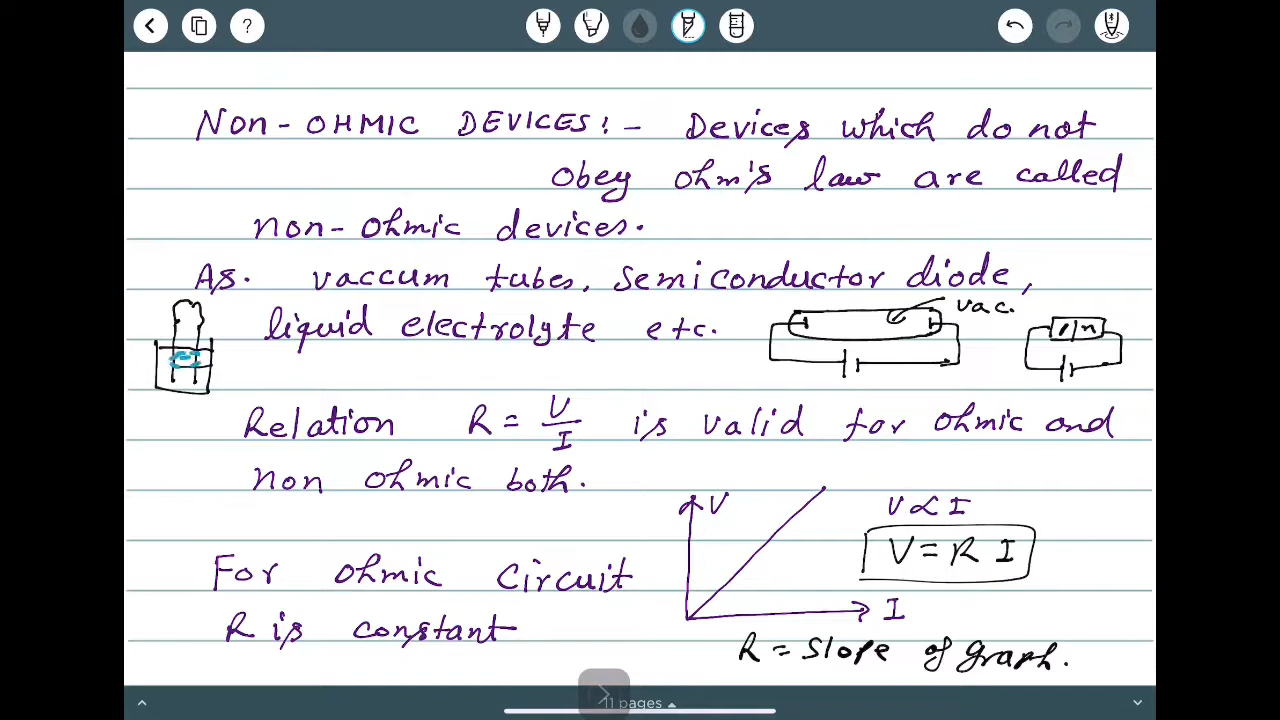 ?
Non-OHMIC DEVICES:- Devices which do not
obey ohm's law are called
non-ohmic devices.
As. vaccum tubes, semiconductor diode,
liquid electrolyte etc.
vac.
P/n
Relation R = V/I is valid for ohmic and
non ohmic both.
V
V ∝ I
V = R I
For ohmic circuit
I
R is constant
R = slope of graph.
11 pages